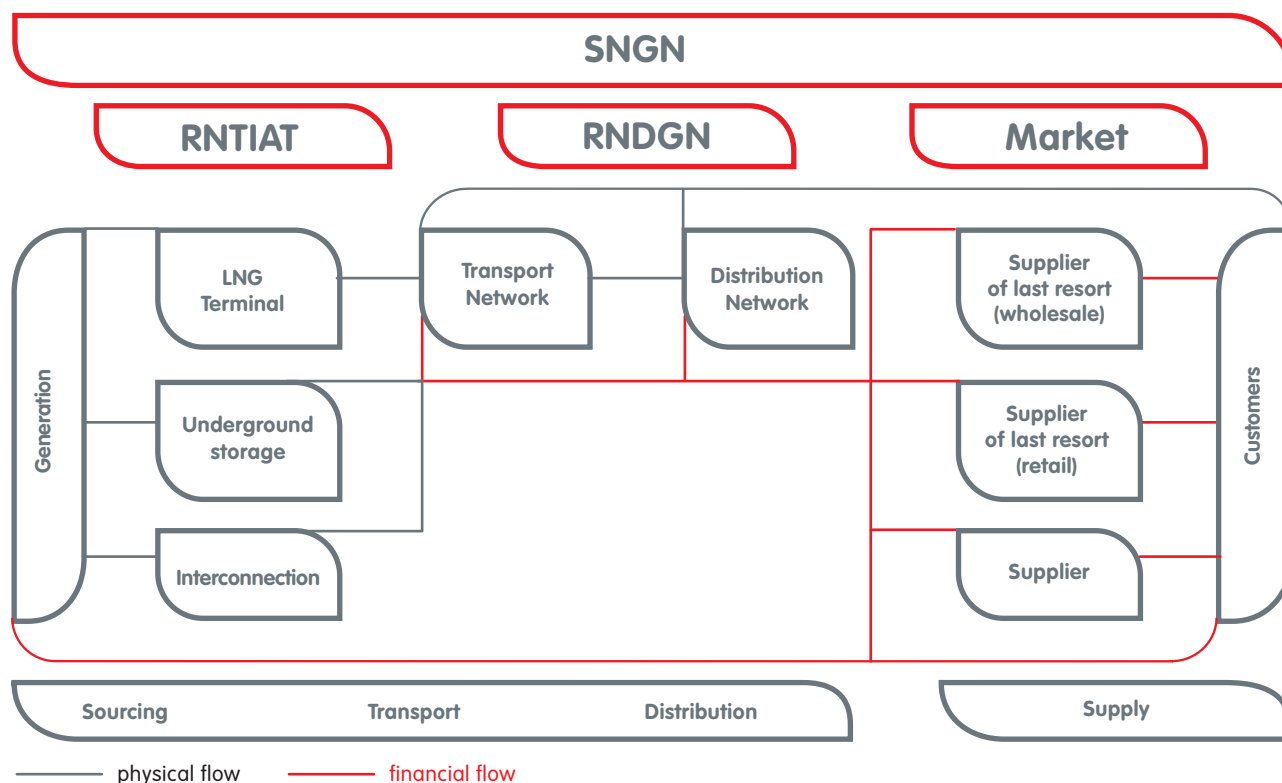 SNGN
RNTIAT
RNDGN
Market
LNG
Terminal
Transport
Network
Distribution
Network
Supplier
of last resort
(wholesale)
Generation
Underground
storage
Supplier
of last resort
(retail)
Customers
Interconnection
Supplier
Sourcing
Transport
Distribution
Supply
physical flow
financial flow